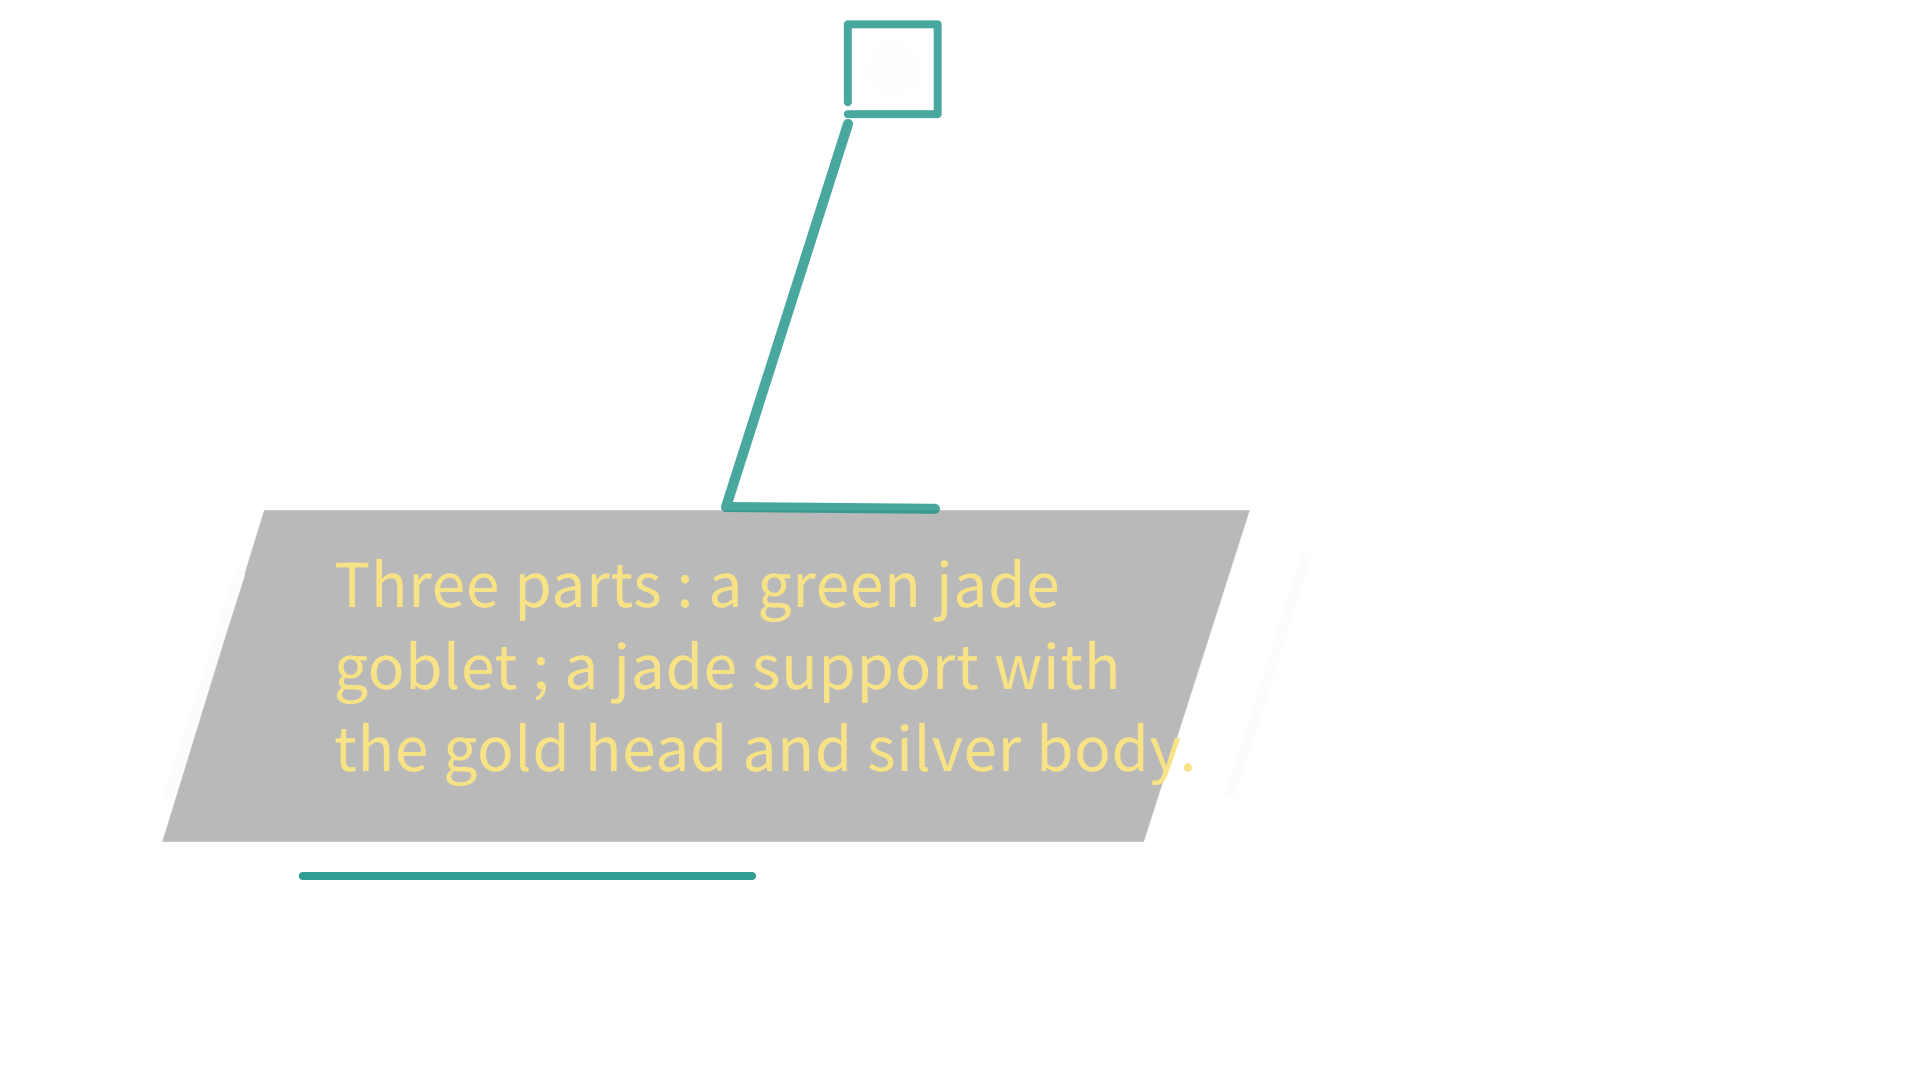 Three parts : a green jade
goblet ; a jade support with
the gold head and silver body.